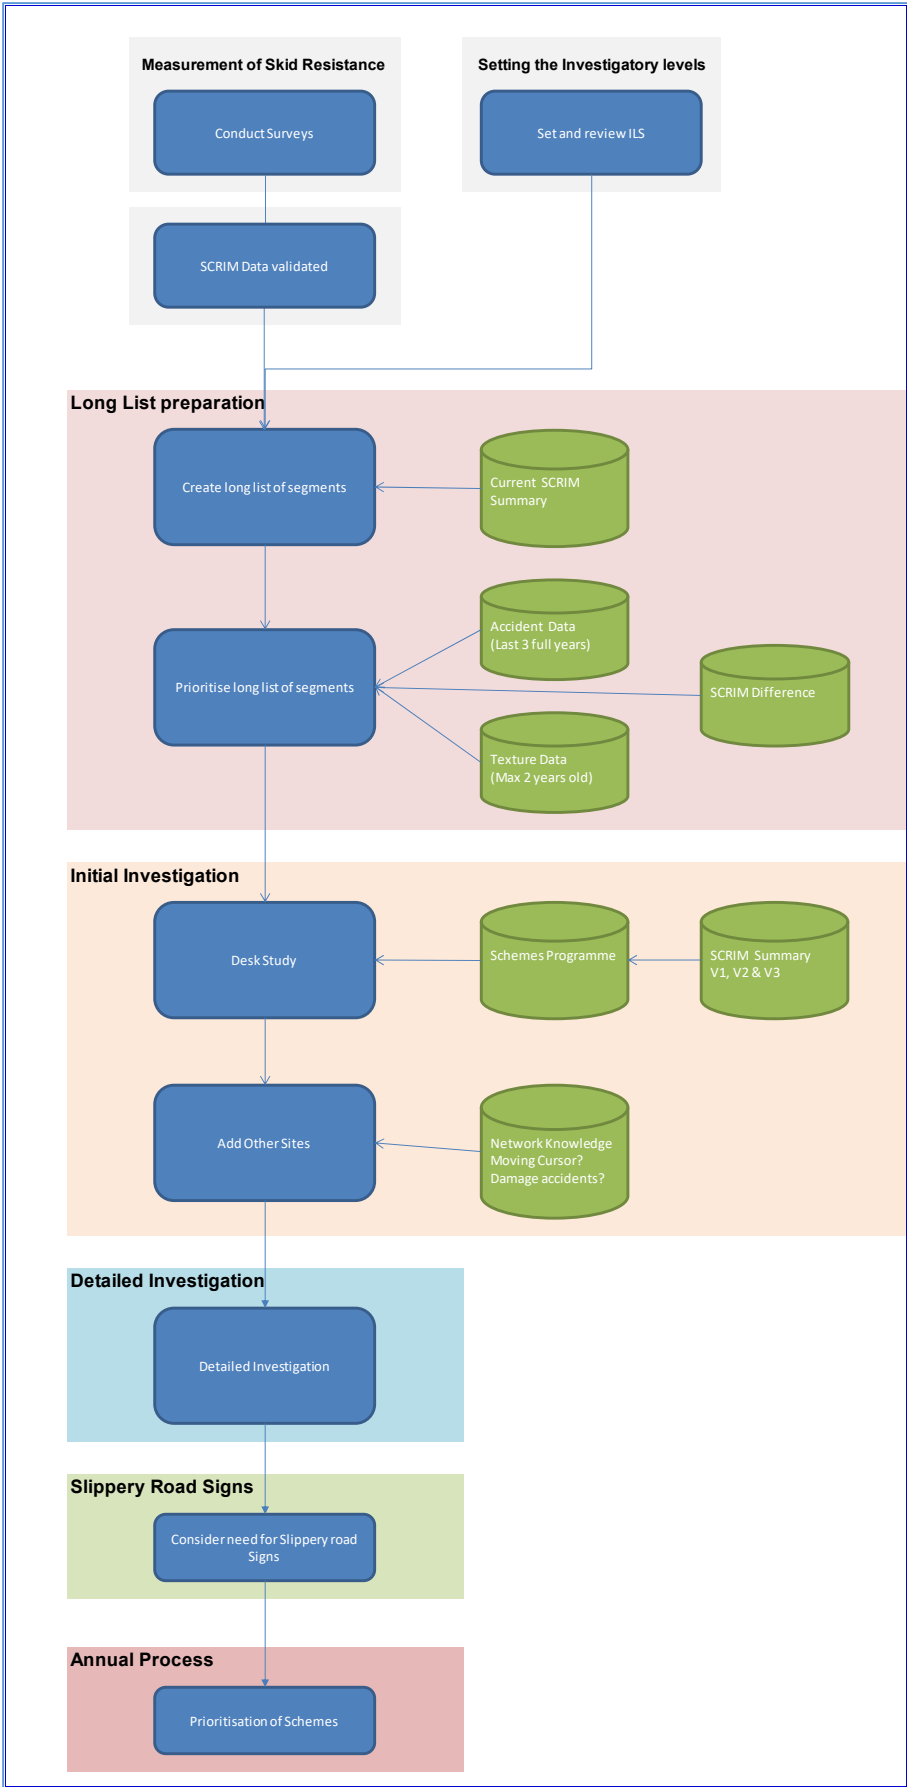 Measurement of Skid Resistance
Setting the Investigatory levels
Conduct Surveys
Set and review ILS
SCRIM Data validated
Long List preparation
Create long list of segments
Current SCRIM
Summary
Accident Data
(Last 3 full years)
Prioritise long list of segments
SCRIM Difference
Texture Data
(Max 2 years old)
Initial Investigation
Desk Study
Schemes Programme
SCRIM Summary
V1, V2 & V3
Add Other Sites
Network Knowledge
Moving Cursor?
Damage accidents?
Detailed Investigation
Detailed Investigation
Slippery Road Signs
Consider need for Slippery road
Signs
Annual Process
Prioritisation of Schemes